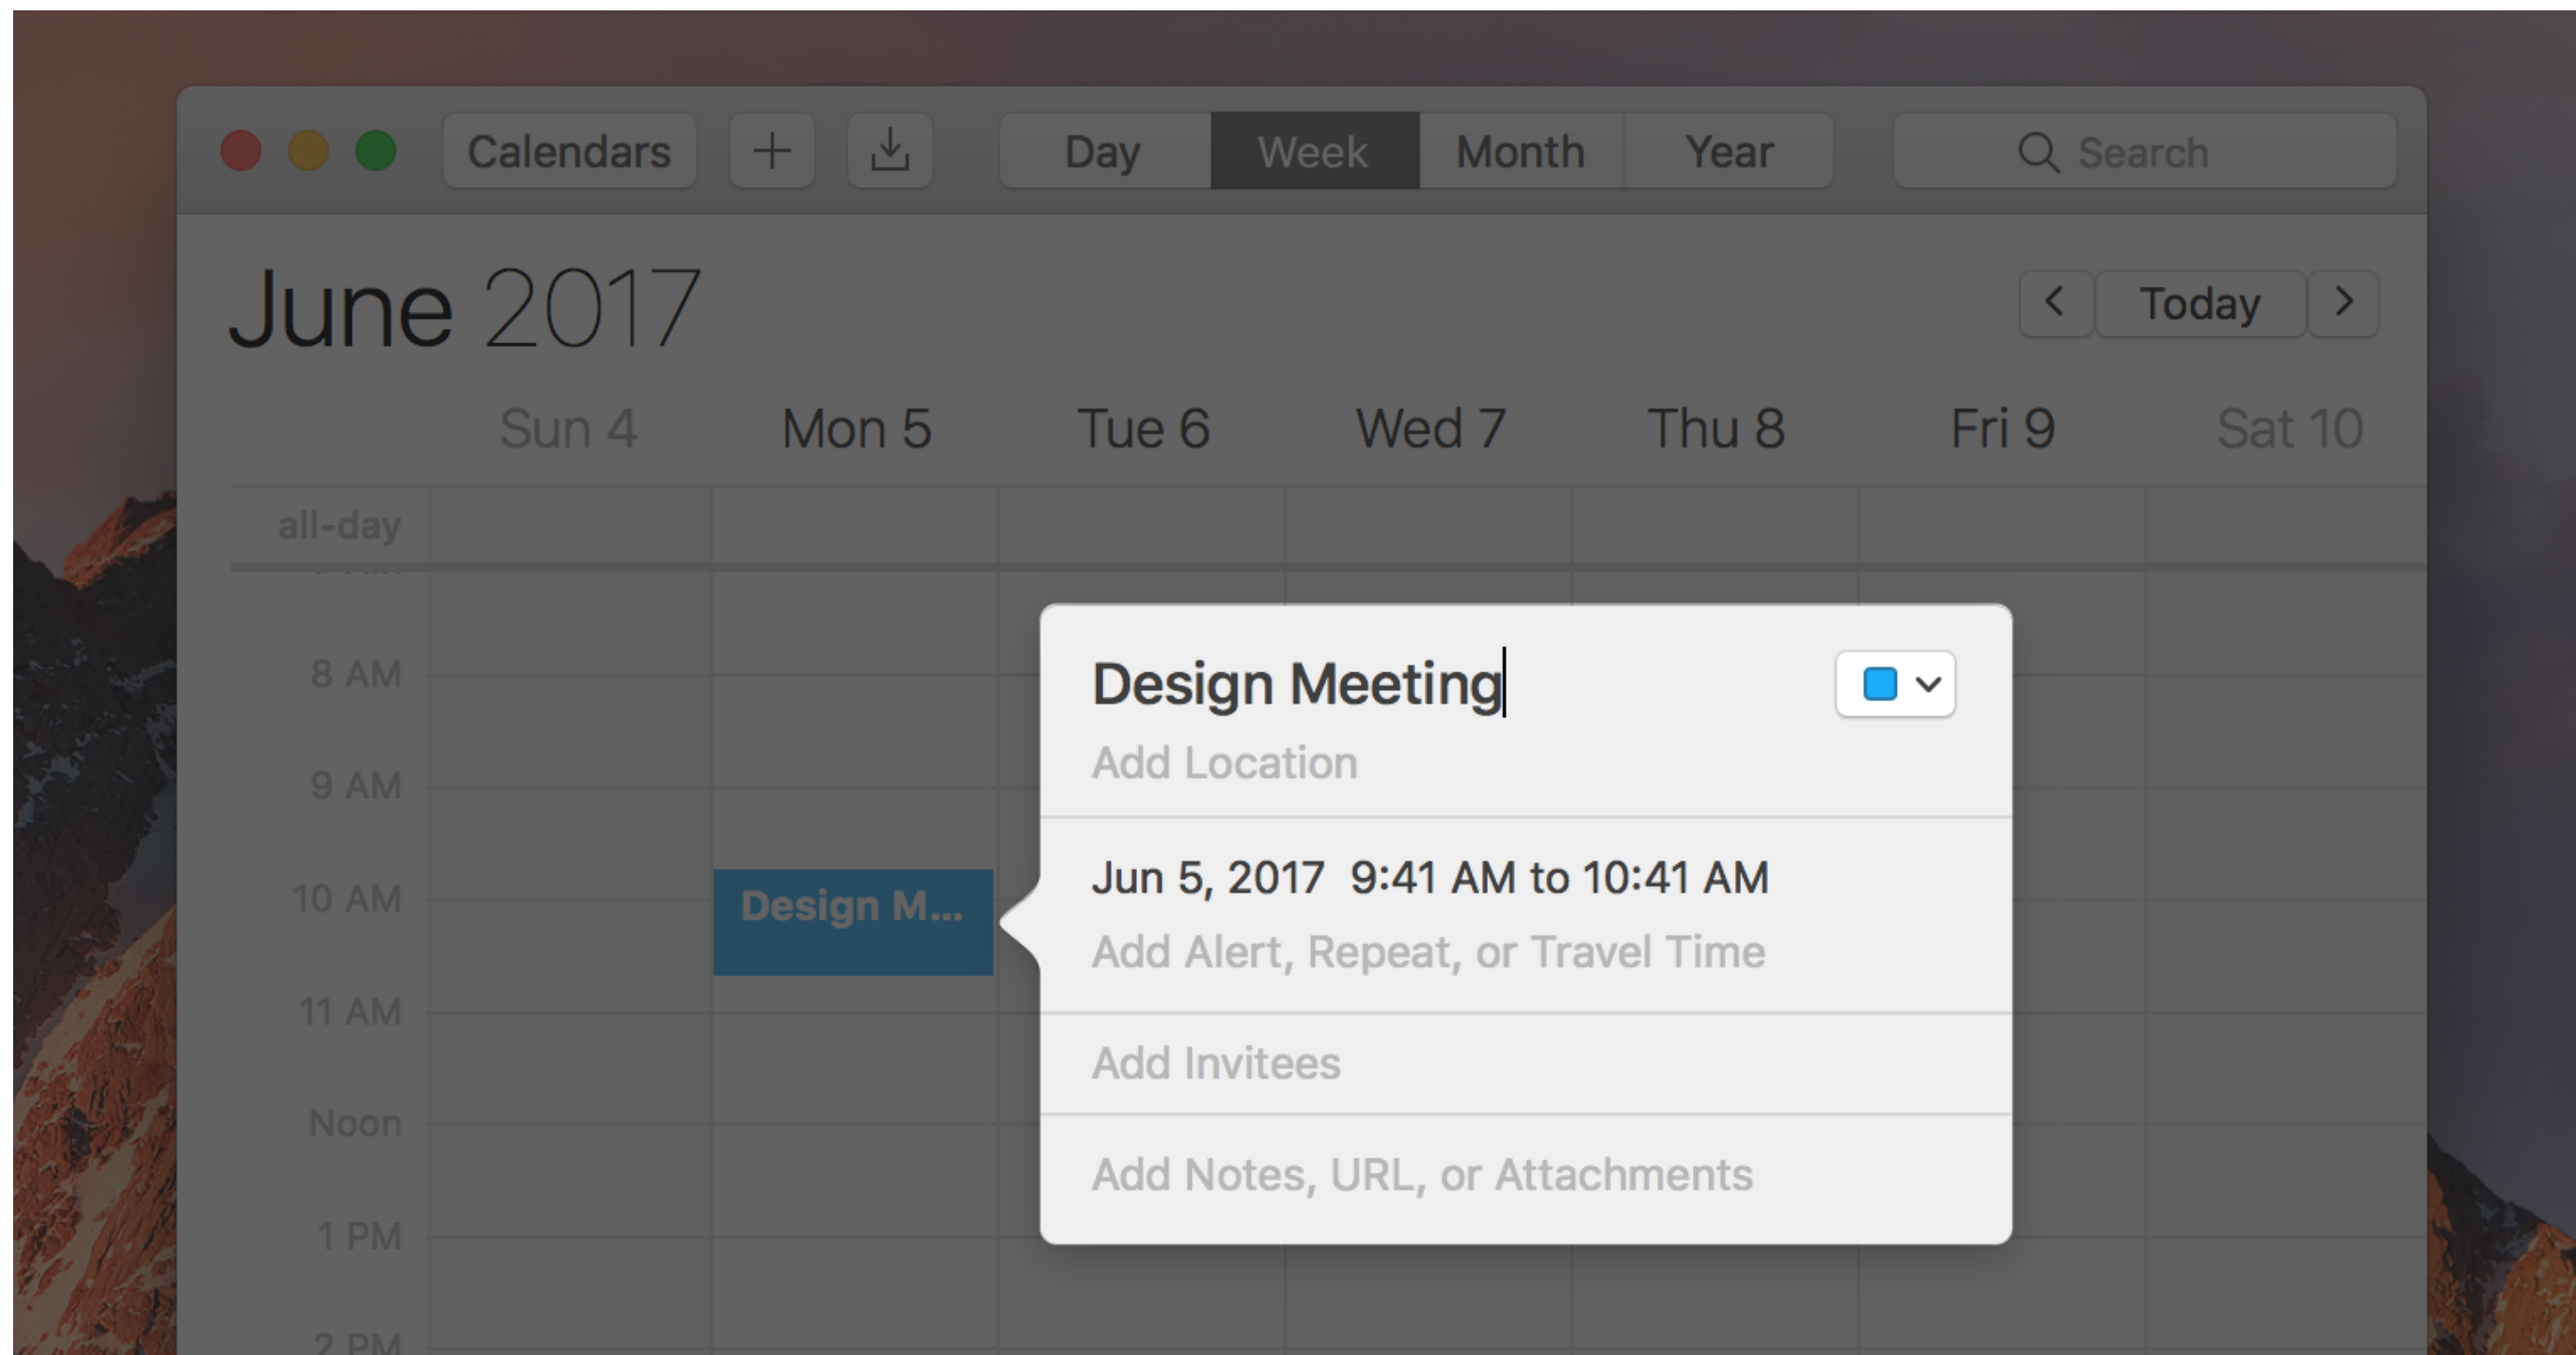 Calendars
Day Week Month Year
Search
June 2017
Today
Sun 4 Mon 5 Tue 6 Wed 7 Thu 8 Fri 9 Sat 10
all-day
8 AM
9 AM
10 AM
11 AM
Noon
1 PM
2 PM
Design M...
Design Meeting
Add Location
Jun 5, 2017 9:41 AM to 10:41 AM
Add Alert, Repeat, or Travel Time
Add Invitees
Add Notes, URL, or Attachments